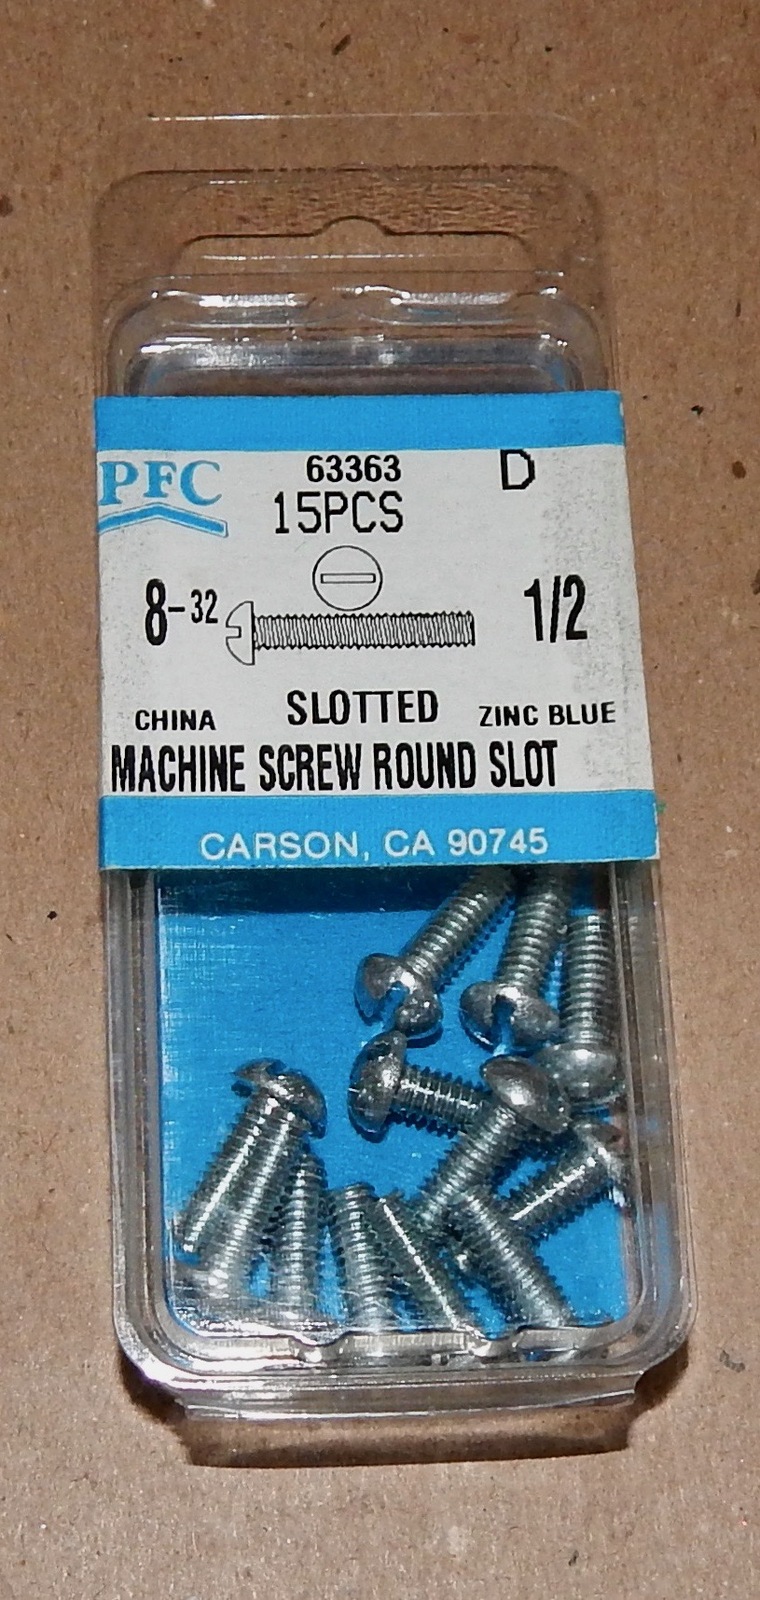 PFC 63363 D
15PCS
8-32 1/2
CHINA SLOTTED ZINC BLUE
MACHINE SCREW ROUND SLOT
CARSON, CA 90745